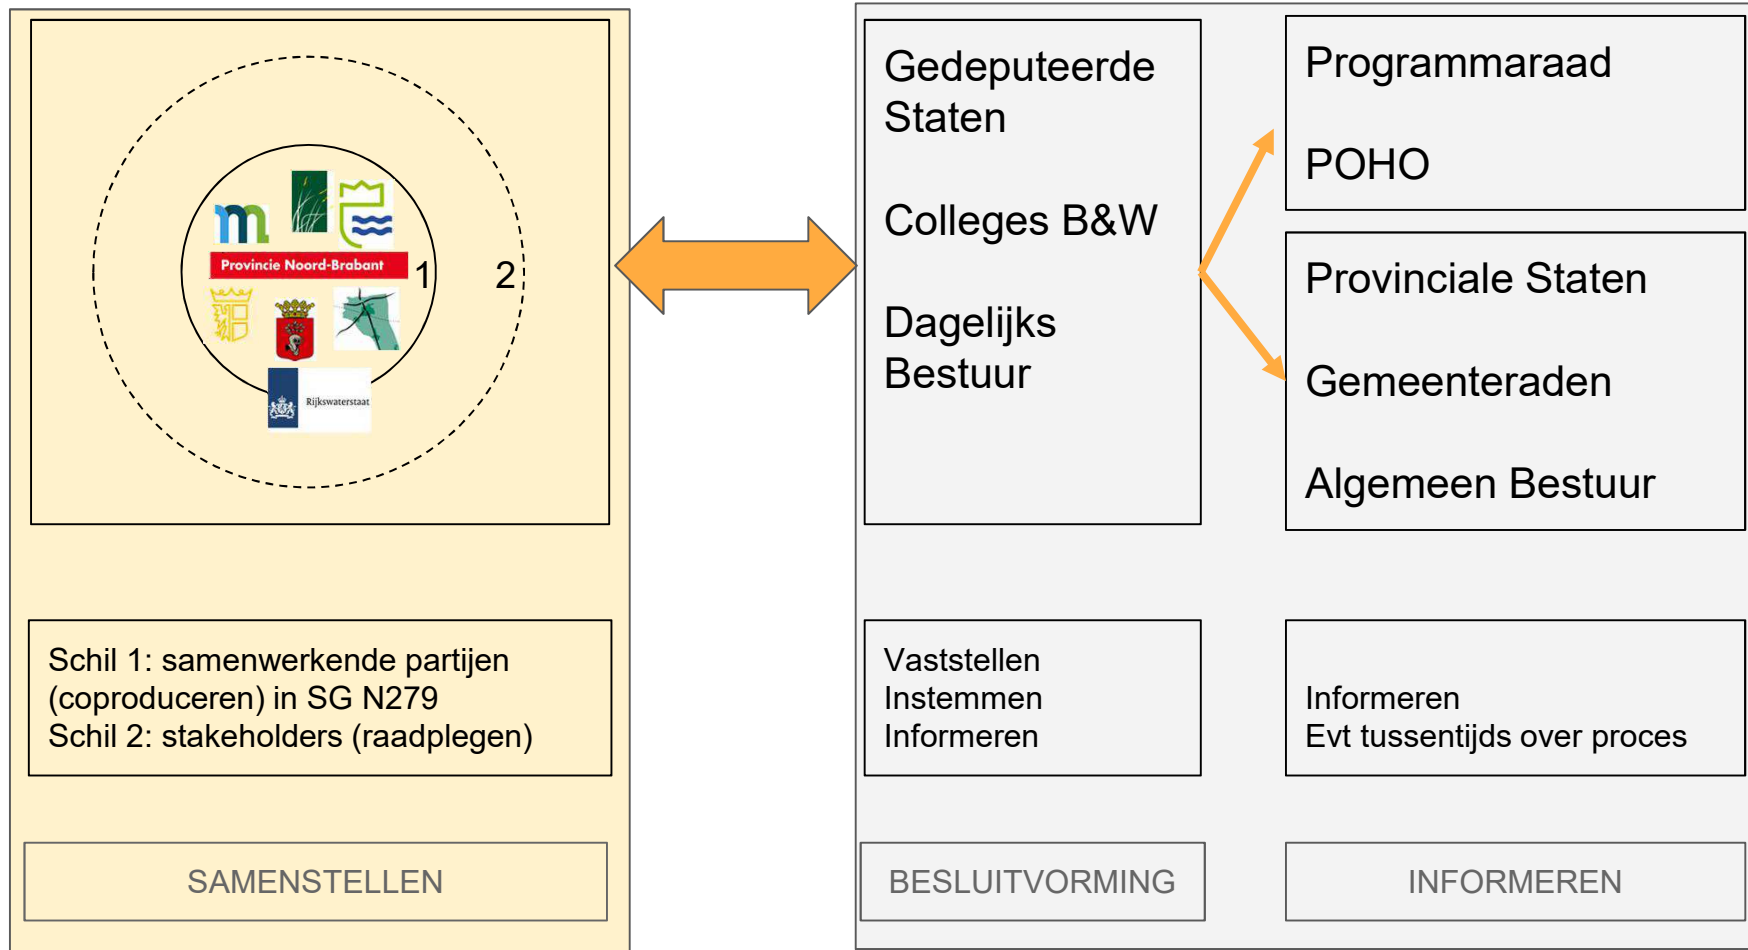 Provincie Noord-Brabant
1
2
Rijkswaterstaat
Schil 1: samenwerkende partijen
(coproduceren) in SG N279
Schil 2: stakeholders (raadplegen)
SAMENSTELLEN
Gedeputeerde
Staten
Colleges B&W
Dagelijks
Bestuur
Vaststellen
Instemmen
Informeren
BESLUITVORMING
Programmaraad
POHO
Provinciale Staten
Gemeenteraden
Algemeen Bestuur
Informeren
Evt tussentijds over proces
INFORMEREN